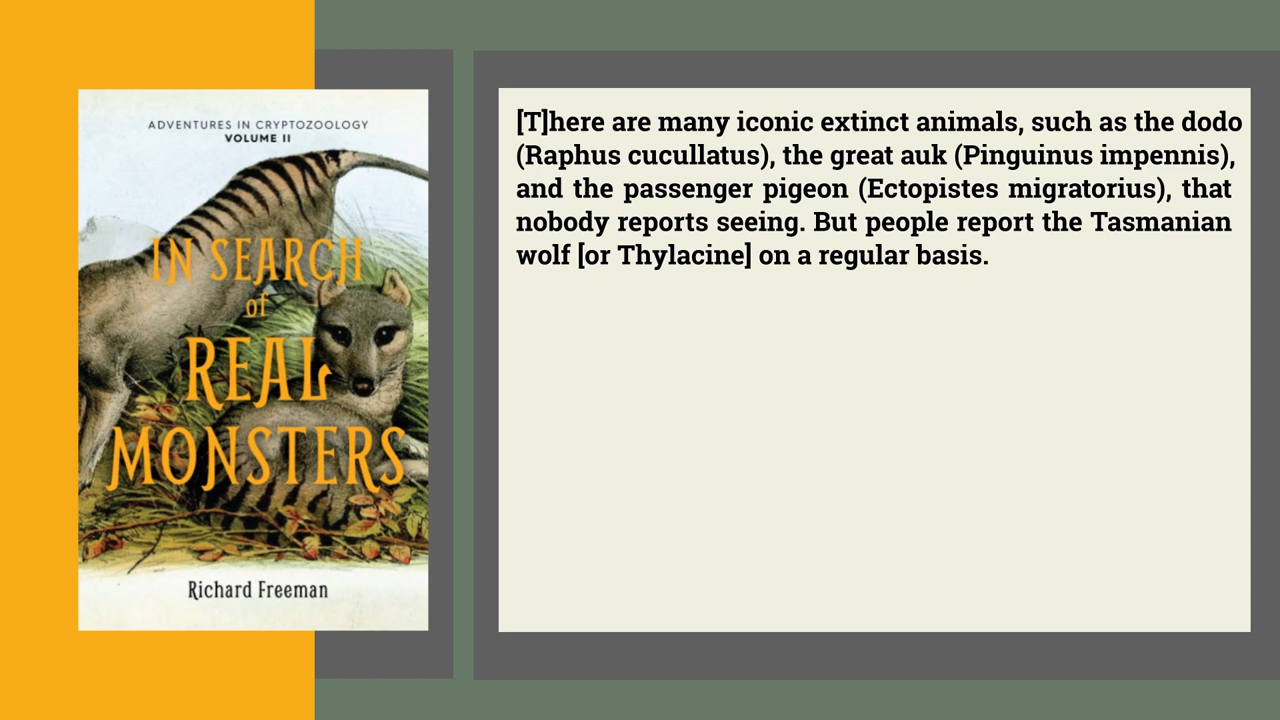 ADVENTURES IN CRYPTOZOOLOGY
VOLUME II
IN SEARCH
of
REAL
MONSTERS
Richard Freeman
[T]here are many iconic extinct animals, such as the dodo
(Raphus cucullatus), the great auk (Pinguinus impennis),
and the passenger pigeon (Ectopistes migratorius), that
nobody reports seeing. But people report the Tasmanian
wolf [or Thylacine] on a regular basis.